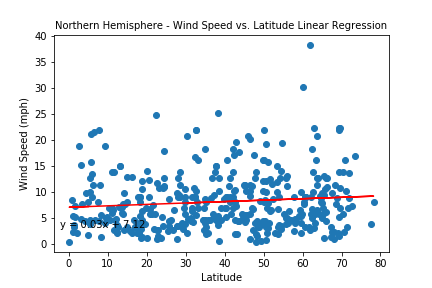 Northern Hemisphere - Wind Speed vs. Latitude Linear Regression
40
35
30
25
20
15
10
5
0
Wind Speed (mph)
y = 0.03x + 7.12
0 10 20 30 40 50 60 70 80
Latitude